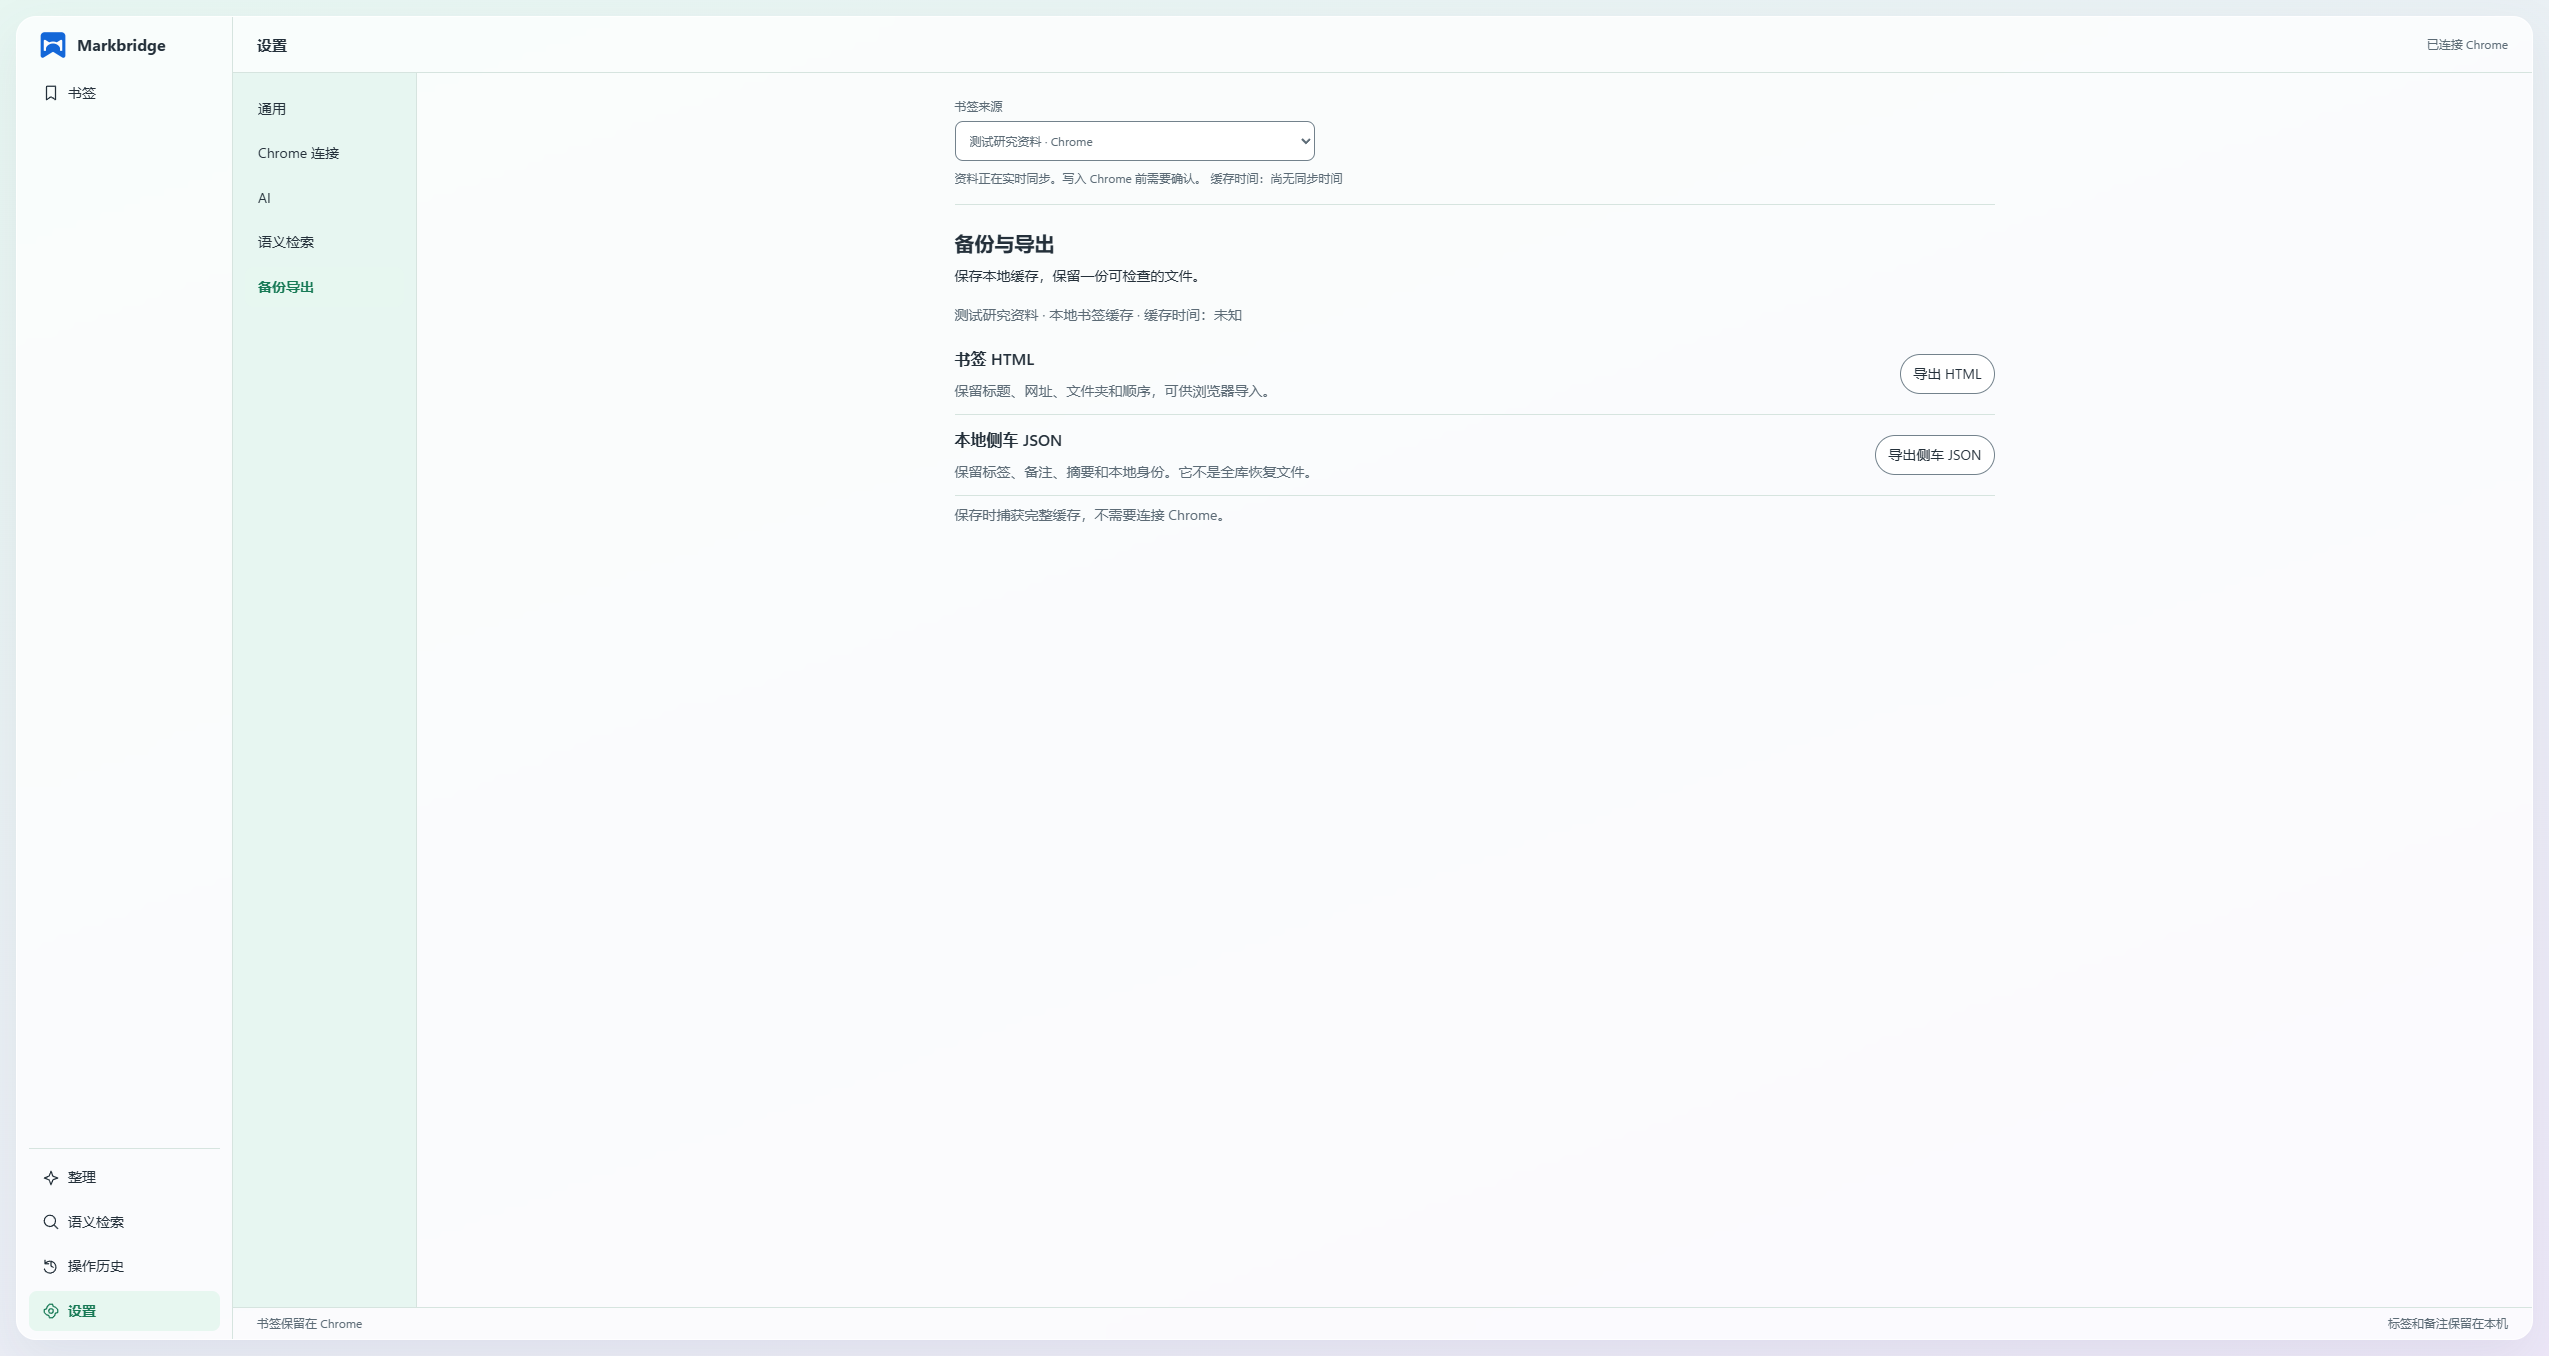 Markbridge
书签
整理
语义检索
操作历史
设置
设置
已连接 Chrome
通用
Chrome 连接
AI
语义检索
备份导出
书签来源
测试研究资料 · Chrome
资料正在实时同步。写入 Chrome 前需要确认。 缓存时间：尚无同步时间
备份与导出
保存本地缓存，保留一份可检查的文件。
测试研究资料 · 本地书签缓存 · 缓存时间：未知
书签 HTML
保留标题、网址、文件夹和顺序，可供浏览器导入。
导出 HTML
本地侧车 JSON
保留标签、备注、摘要和本地身份。它不是全库恢复文件。
导出侧车 JSON
保存时捕获完整缓存，不需要连接 Chrome。
书签保留在 Chrome
标签和备注保留在本机